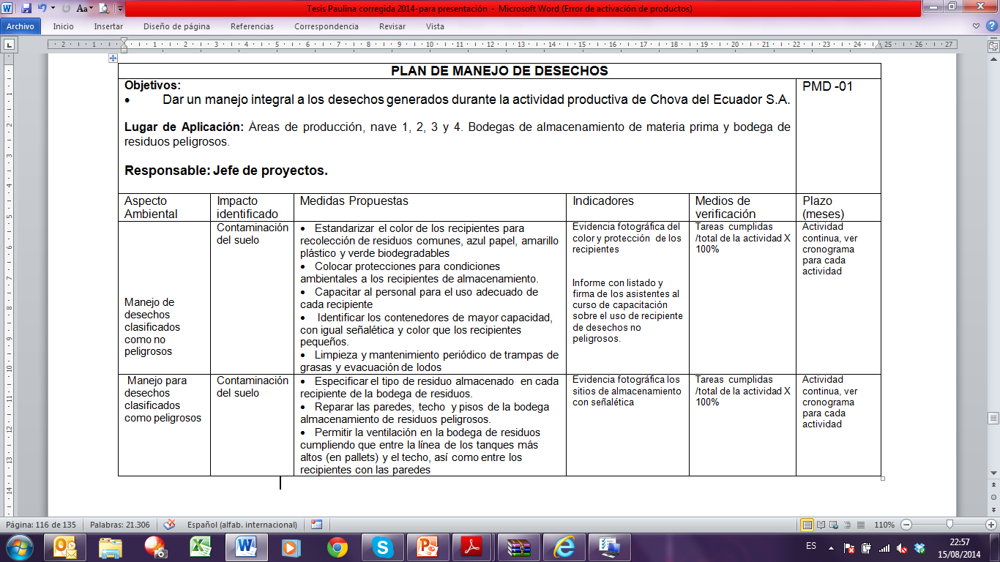 Tesis Paulina corregida 2014-para presentación - Microsoft Word (Error de activación de productos)
Archivo Inicio Insertar Diseño de página Referencias Correspondencia Revisar Vista
PLAN DE MANEJO DE DESECHOS
Objetivos:
• Dar un manejo integral a los desechos generados durante la actividad productiva de Chova del Ecuador S.A.
Lugar de Aplicación: Áreas de producción, nave 1, 2, 3 y 4. Bodegas de almacenamiento de materia prima y bodega de
residuos peligrosos.
Responsable: Jefe de proyectos.
PMD -01
Aspecto
Ambiental
Impacto
identificado
Medidas Propuestas
Indicadores
Medios de
verificación
Plazo
(meses)
Manejo de
desechos
clasificados
como no
peligrosos
Contaminación
del suelo
• Estandarizar el color de los recipientes para
recolección de residuos comunes, azul papel, amarillo
plástico y verde biodegradables
• Colocar protecciones para condiciones
ambientales a los recipientes de almacenamiento.
• Capacitar al personal para el uso adecuado de
cada recipiente
• Identificar los contenedores de mayor capacidad,
con igual señalética y color que los recipientes
pequeños.
• Limpieza y mantenimiento periódico de trampas de
grasas y evacuación de lodos
Evidencia fotográfica del
color y protección de los
recipientes
Informe con listado y
firma de los asistentes al
curso de capacitación
sobre el uso de recipiente
de desechos no
peligrosos.
Tareas cumplidas
/total de la actividad X
100%
Actividad
continua, ver
cronograma
para cada
actividad
Manejo para
desechos
clasificados
como peligrosos
Contaminación
del suelo
• Especificar el tipo de residuo almacenado en cada
recipiente de la bodega de residuos.
• Reparar las paredes, techo y pisos de la bodega
almacenamiento de residuos peligrosos.
• Permitir la ventilación en la bodega de residuos
cumpliendo que entre la línea de los tanques más
altos (en pallets) y el techo, así como entre los
recipientes con las paredes
Evidencia fotográfica los
sitios de almacenamiento
con señalética
Tareas cumplidas
/total de la actividad X
100%
Actividad
continua, ver
cronograma
para cada
actividad
Página: 116 de 135 Palabras: 21.306 Español (alfab. internacional) 110%
ES
22:57
15/08/2014